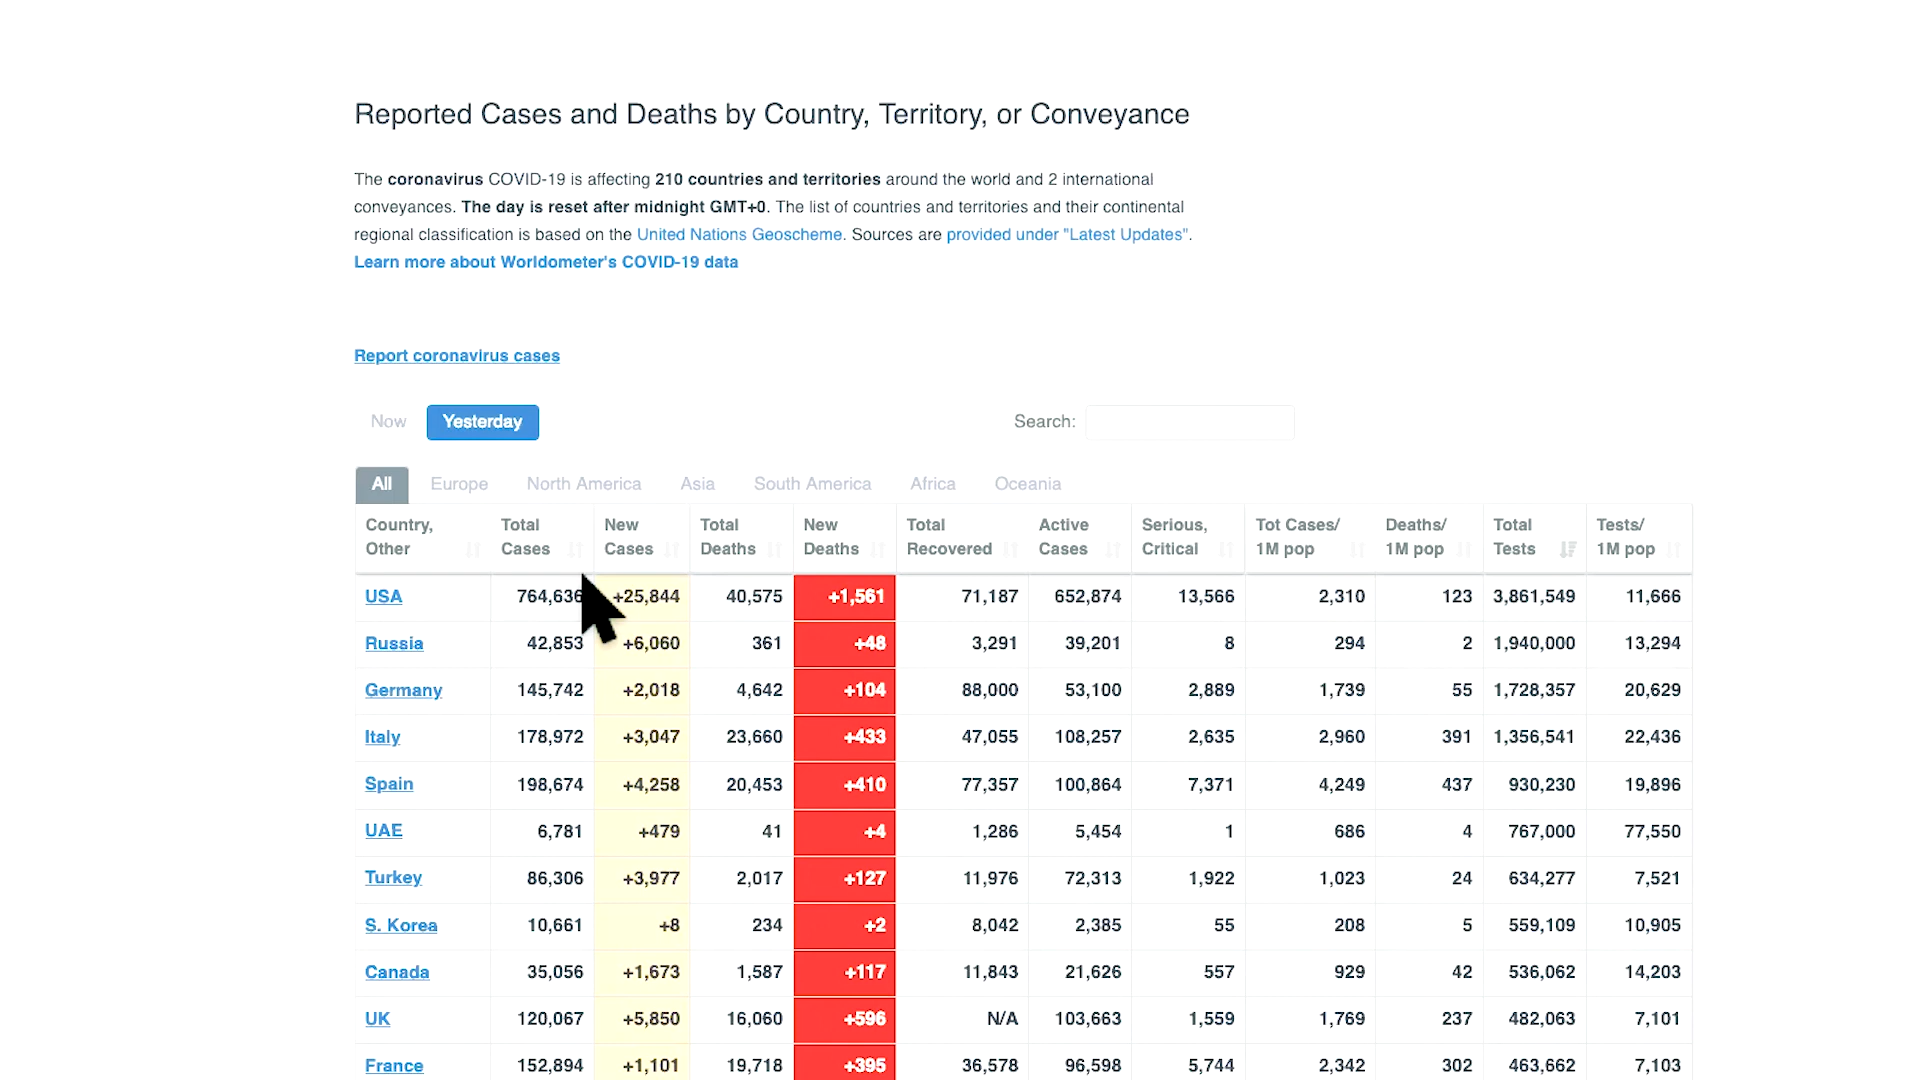 Reported Cases and Deaths by Country, Territory, or Conveyance
The coronavirus COVID-19 is affecting 210 countries and territories around the world and 2 international
conveyances. The day is reset after midnight GMT+0. The list of countries and territories and their continental
regional classification is based on the United Nations Geoscheme. Sources are provided under "Latest Updates".
Learn more about Worldometer's COVID-19 data
Report coronavirus cases
Now Yesterday Search:
All Europe North America Asia South America Africa Oceania
Country, Total New Total New Total Active Serious, Tot Cases/ Deaths/ Total Tests/
Other Cases Cases Deaths Deaths Recovered Cases Critical 1M pop 1M pop Tests 1M pop
USA 764,636 +25,844 40,575 +1,561 71,187 652,874 13,566 2,310 123 3,861,549 11,666
Russia 42,853 +6,060 361 +48 3,291 39,201 8 294 2 1,940,000 13,294
Germany 145,742 +2,018 4,642 +104 88,000 53,100 2,889 1,739 55 1,728,357 20,629
Italy 178,972 +3,047 23,660 +433 47,055 108,257 2,635 2,960 391 1,356,541 22,436
Spain 198,674 +4,258 20,453 +410 77,357 100,864 7,371 4,249 437 930,230 19,896
UAE 6,781 +479 41 +4 1,286 5,454 1 686 4 767,000 77,550
Turkey 86,306 +3,977 2,017 +127 11,976 72,313 1,922 1,023 24 634,277 7,521
S. Korea 10,661 +8 234 +2 8,042 2,385 55 208 5 559,109 10,905
Canada 35,056 +1,673 1,587 +117 11,843 21,626 557 929 42 536,062 14,203
UK 120,067 +5,850 16,060 +596 N/A 103,663 1,559 1,769 237 482,063 7,101
France 152,894 +1,101 19,718 +395 36,578 96,598 5,744 2,342 302 463,662 7,103